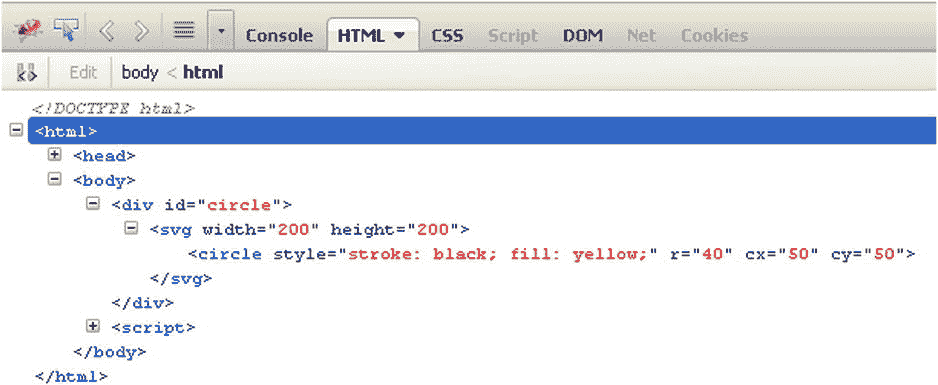 Console HTML CSS Script DOM Net Cookies
Edit body < html
<!DOCTYPE html>
<html>
<head>
<body>
<div id="circle">
<svg width="200" height="200">
<circle style="stroke: black; fill: yellow;" r="40" cx="50" cy="50">
</svg>
</div>
<script>
</body>
</html>